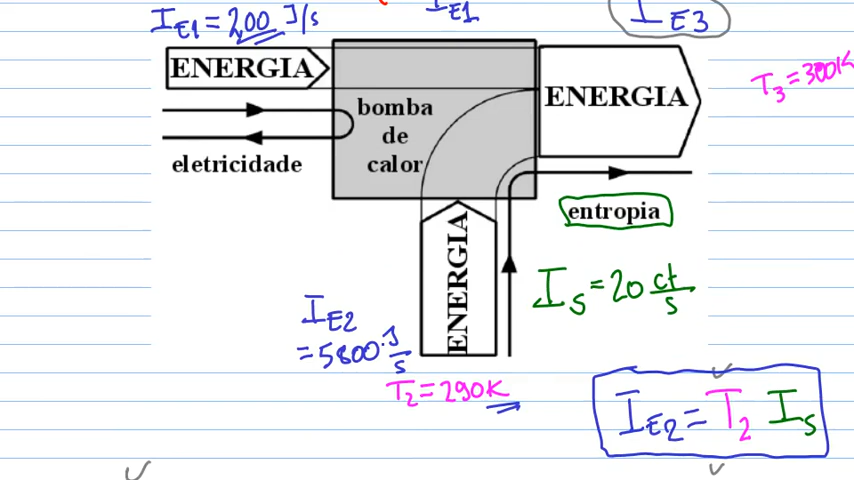 I_E1 = 200 J/s
I_E1
I_E3
ENERGIA
ENERGIA
T_3 = 300K
bomba
de
calor
eletricidade
entropia
ENERGIA
I_S = 20 ct/s
I_E2
= 5800 J/s
T_2 = 290K
I_E2 = T_2 I_S